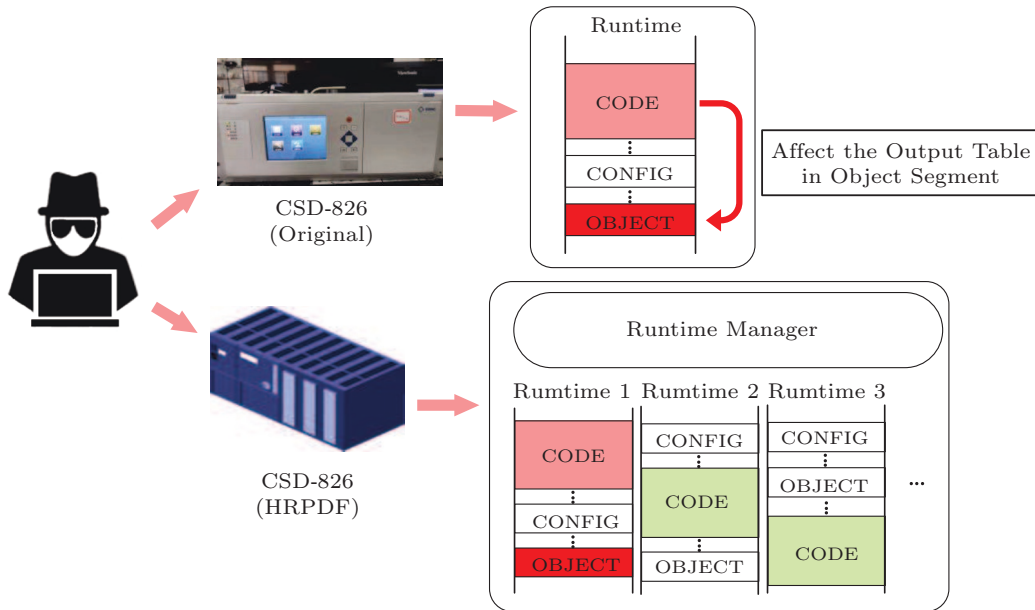 Runtime
CODE
CONFIG
OBJECT
Affect the Output Table
in Object Segment
CSD-826
(Original)
Runtime Manager
Rumtime 1
Rumtime 2
Rumtime 3
CODE
CONFIG
OBJECT
CONFIG
CODE
OBJECT
CONFIG
OBJECT
CODE
...
CSD-826
(HRPDF)